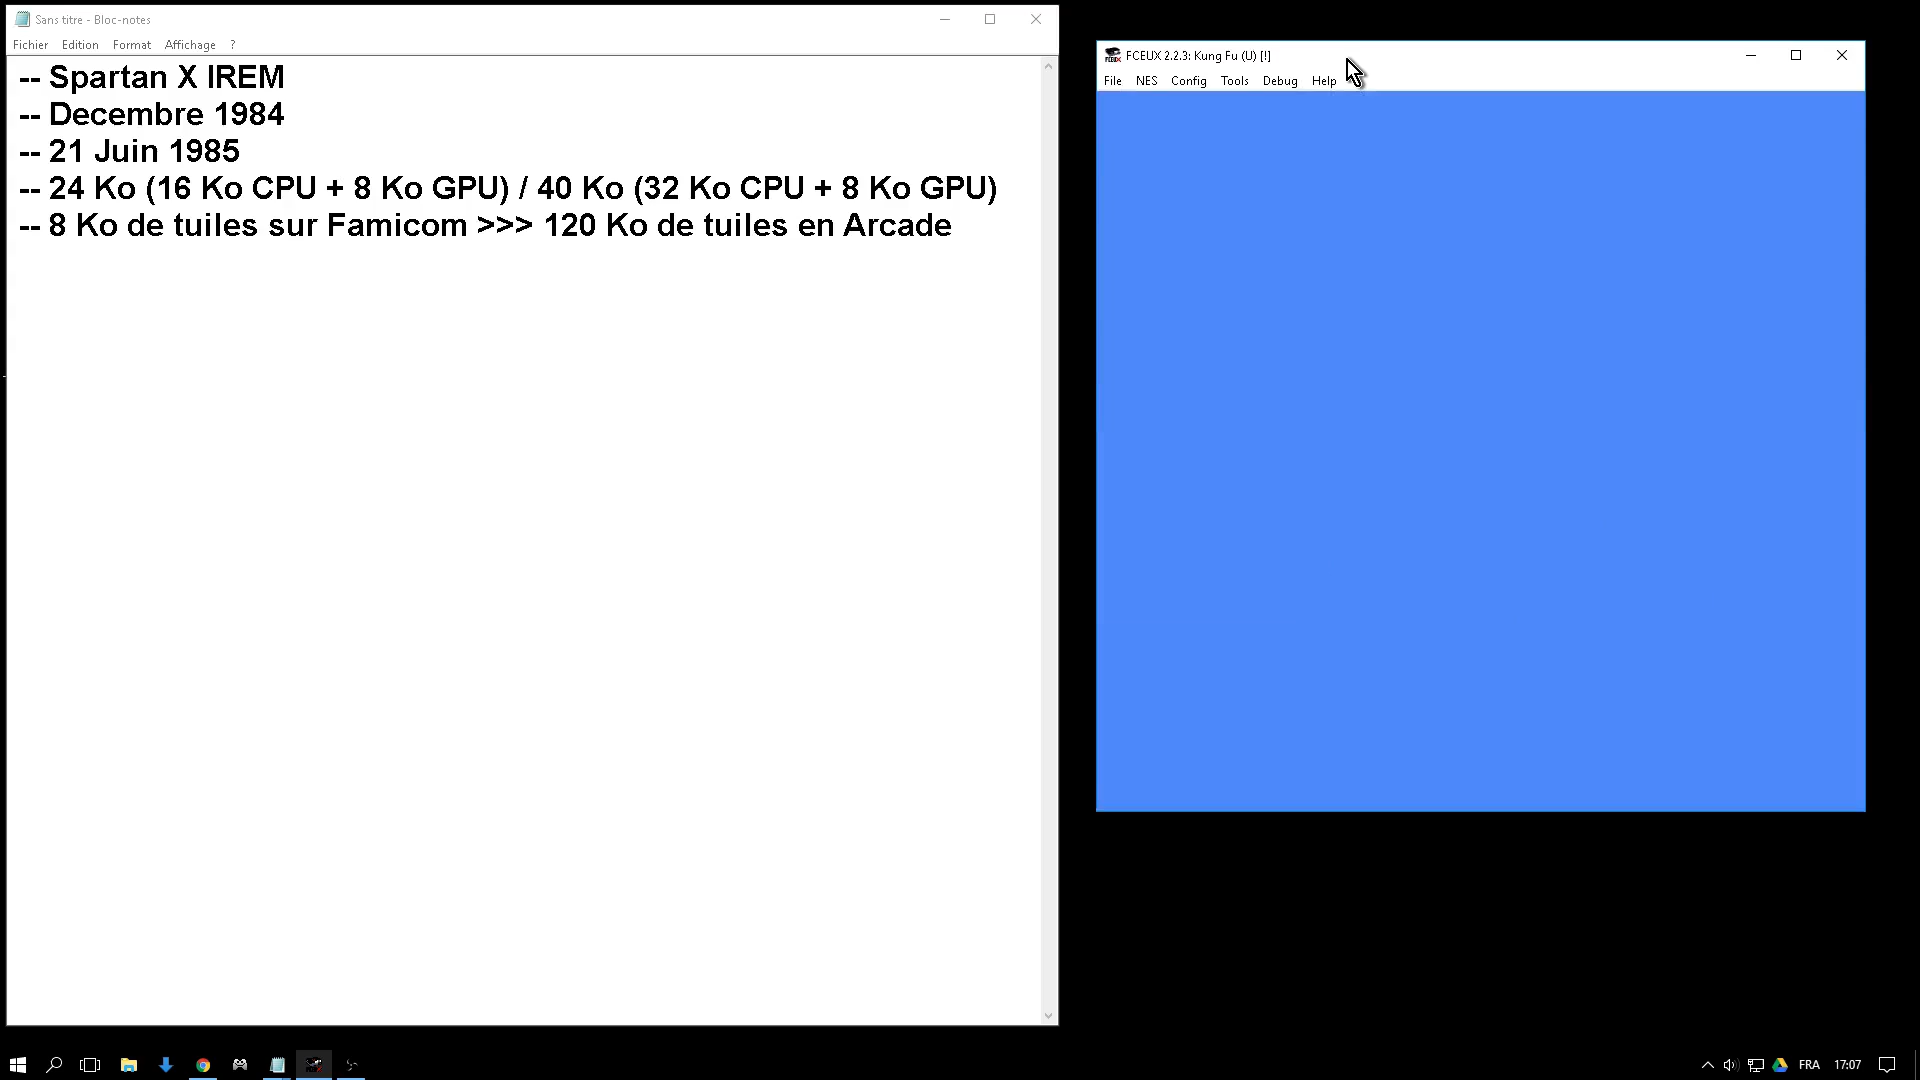 Sans titre - Bloc-notes
Fichier Edition Format Affichage ?
-- Spartan X IREM
-- Decembre 1984
-- 21 Juin 1985
-- 24 Ko (16 Ko CPU + 8 Ko GPU) / 40 Ko (32 Ko CPU + 8 Ko GPU)
-- 8 Ko de tuiles sur Famicom >>> 120 Ko de tuiles en Arcade
FCEUX 2.2.3: Kung Fu (U) [!]
File NES Config Tools Debug Help
FRA 17:07